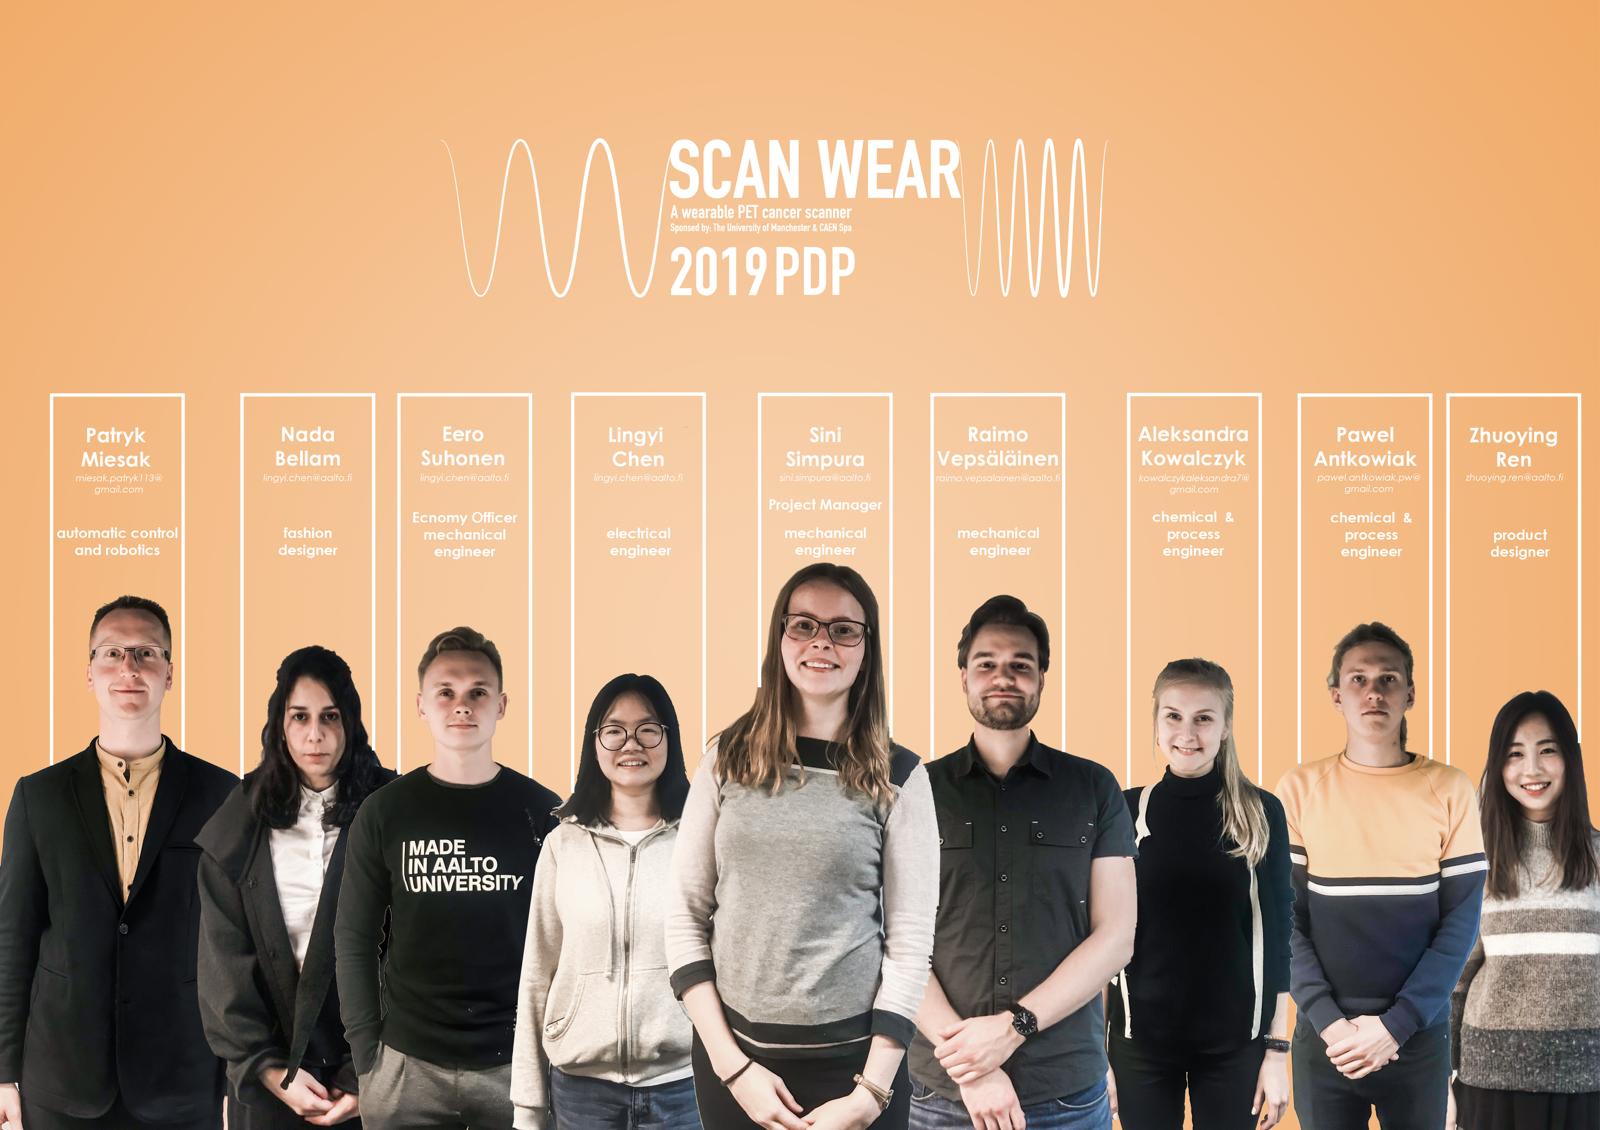 SCAN WEAR
A wearable PET cancer scanner
Sponsed by: The University of Manchester & CAEN Spa
2019 PDP
Patryk
Miesak
miesak.patryk113@
gmail.com
automatic control
and robotics
Nada
Bellam
lingyi.chen@aalto.fi
fashion
designer
Eero
Suhonen
lingyi.chen@aalto.fi
Ecnomy Officer
mechanical
engineer
Lingyi
Chen
lingyi.chen@aalto.fi
electrical
engineer
Sini
Simpura
sini.simpura@aalto.fi
Project Manager
mechanical
engineer
Raimo
Vepsäläinen
raimo.vepsalainen@aalto.fi
mechanical
engineer
Aleksandra
Kowalczyk
kowalczykaleksandra7@
gmail.com
chemical &
process
engineer
Pawel
Antkowiak
pawel.antkowiak.pw@
gmail.com
chemical &
process
engineer
Zhuoying
Ren
zhuoying.ren@aalto.fi
product
designer
MADE
IN AALTO
UNIVERSITY